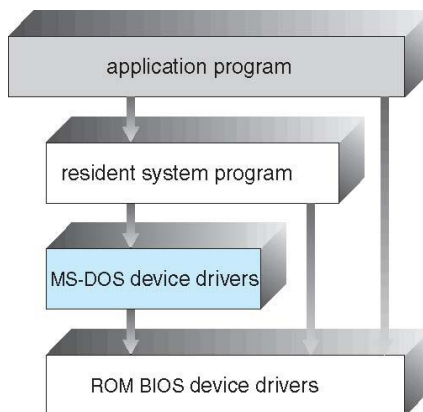 application program
resident system program
MS-DOS device drivers
ROM BIOS device drivers